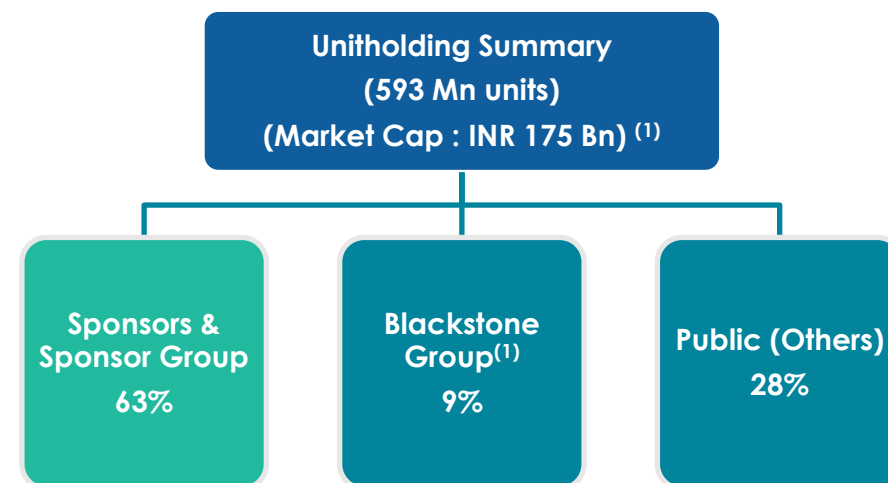 Unitholding Summary
(593 Mn units)
(Market Cap : INR 175 Bn) (1)
Sponsors &
Sponsor Group
63%
Blackstone
Group(1)
9%
Public (Others)
28%